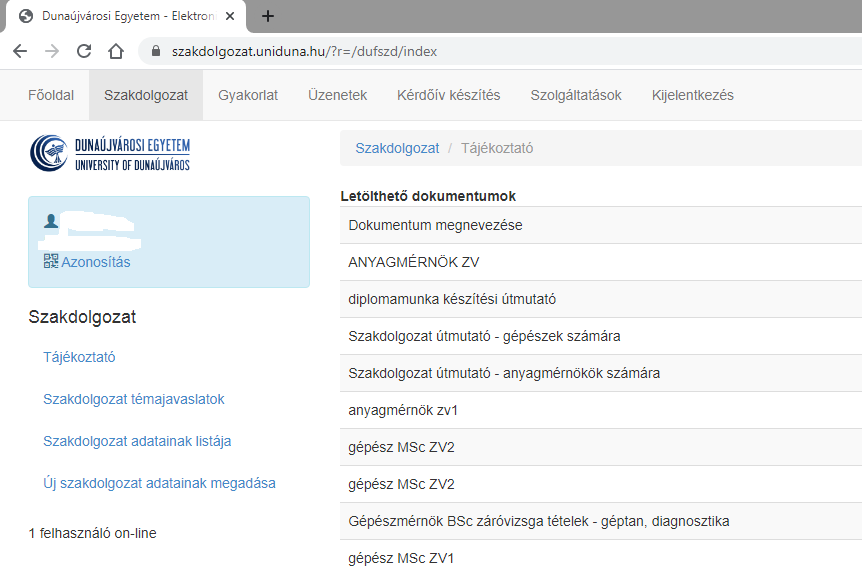 Dunaújvárosi Egyetem - Elektron
szakdolgozat.uniduna.hu/?r=/dufszd/index
Főoldal Szakdolgozat Gyakorlat Üzenetek Kérdőív készítés Szolgáltatások Kijelentkezés
DUNAÚJVÁROSI EGYETEM
UNIVERSITY OF DUNAÚJVÁROS
Azonosítás
Szakdolgozat
Tájékoztató
Szakdolgozat témajavaslatok
Szakdolgozat adatainak listája
Új szakdolgozat adatainak megadása
1 felhasználó on-line
Szakdolgozat / Tájékoztató
Letölthető dokumentumok
Dokumentum megnevezése
ANYAGMÉRNÖK ZV
diplomamunka készítési útmutató
Szakdolgozat útmutató - gépészek számára
Szakdolgozat útmutató - anyagmérnökök számára
anyagmérnök zv1
gépész MSc ZV2
gépész MSc ZV2
Gépészmérnök BSc záróvizsga tételek - géptan, diagnosztika
gépész MSc ZV1